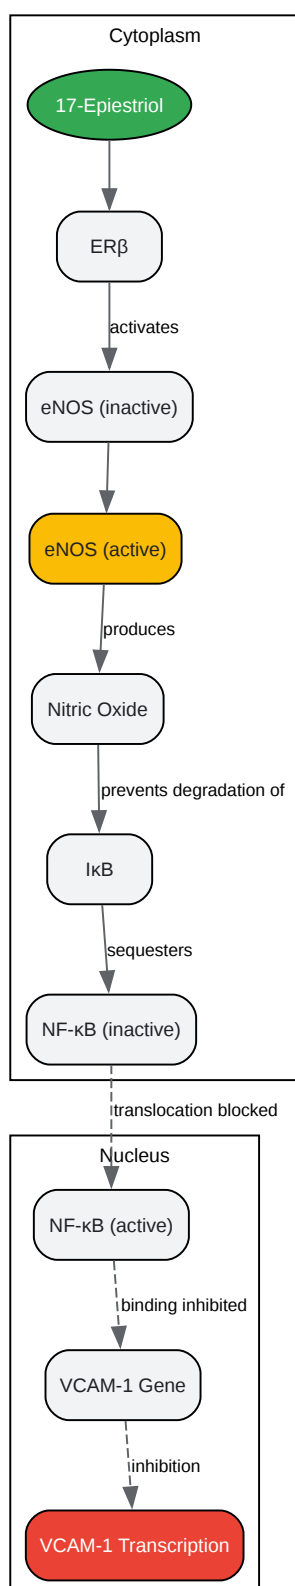 Cytoplasm
17-Epiestriol
ERβ
activates
eNOS (inactive)
eNOS (active)
produces
Nitric Oxide
prevents degradation of
IκB
sequesters
NF-κB (inactive)
translocation blocked
Nucleus
NF-κB (active)
binding inhibited
VCAM-1 Gene
inhibition
VCAM-1 Transcription